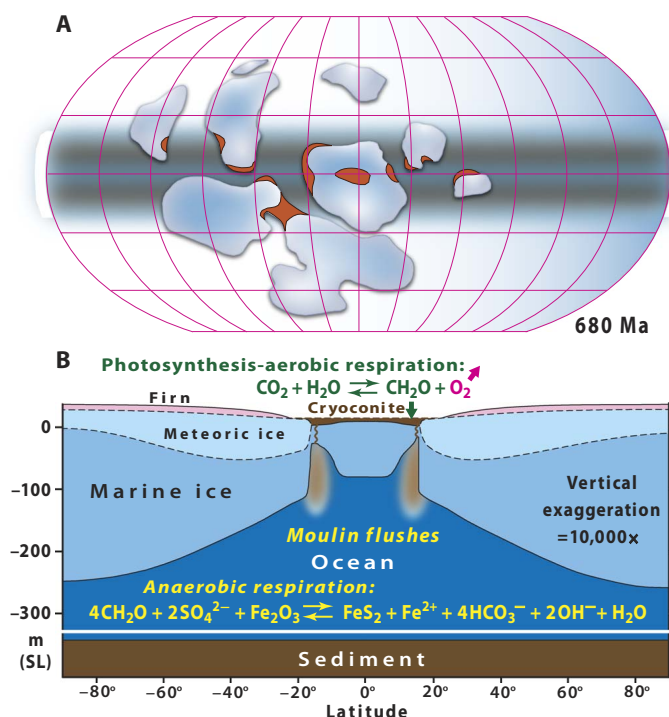 A
680 Ma
B
Photosynthesis-aerobic respiration:
CO₂ + H₂O ⇌ CH₂O + O₂
Firn
Cryoconite
0
Meteoric ice
Marine ice
Vertical
exaggeration
=10,000×
−100
Moulin flushes
−200
Ocean
Anaerobic respiration:
−300
4CH₂O + 2SO₄²⁻ + Fe₂O₃ ⇌ FeS₂ + Fe²⁺ + 4HCO₃⁻ + 2OH⁻ + H₂O
m
(SL)
Sediment
−80° −60° −40° −20° 0° 20° 40° 60° 80°
Latitude